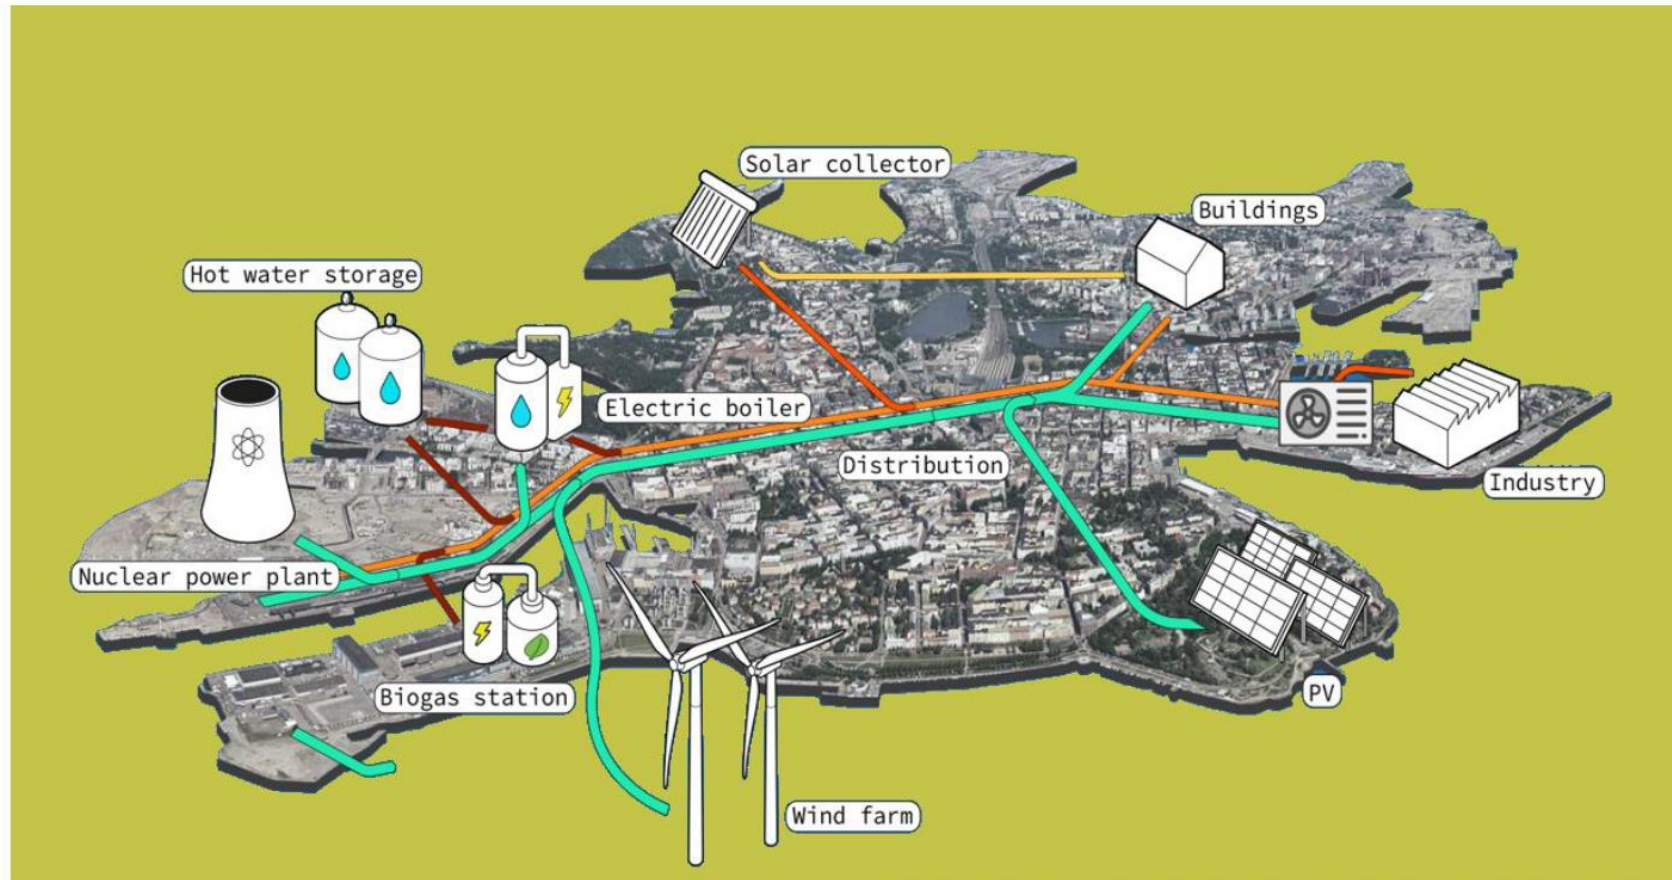 Solar collector
Buildings
Hot water storage
Electric boiler
Distribution
Industry
Nuclear power plant
Biogas station
PV
Wind farm